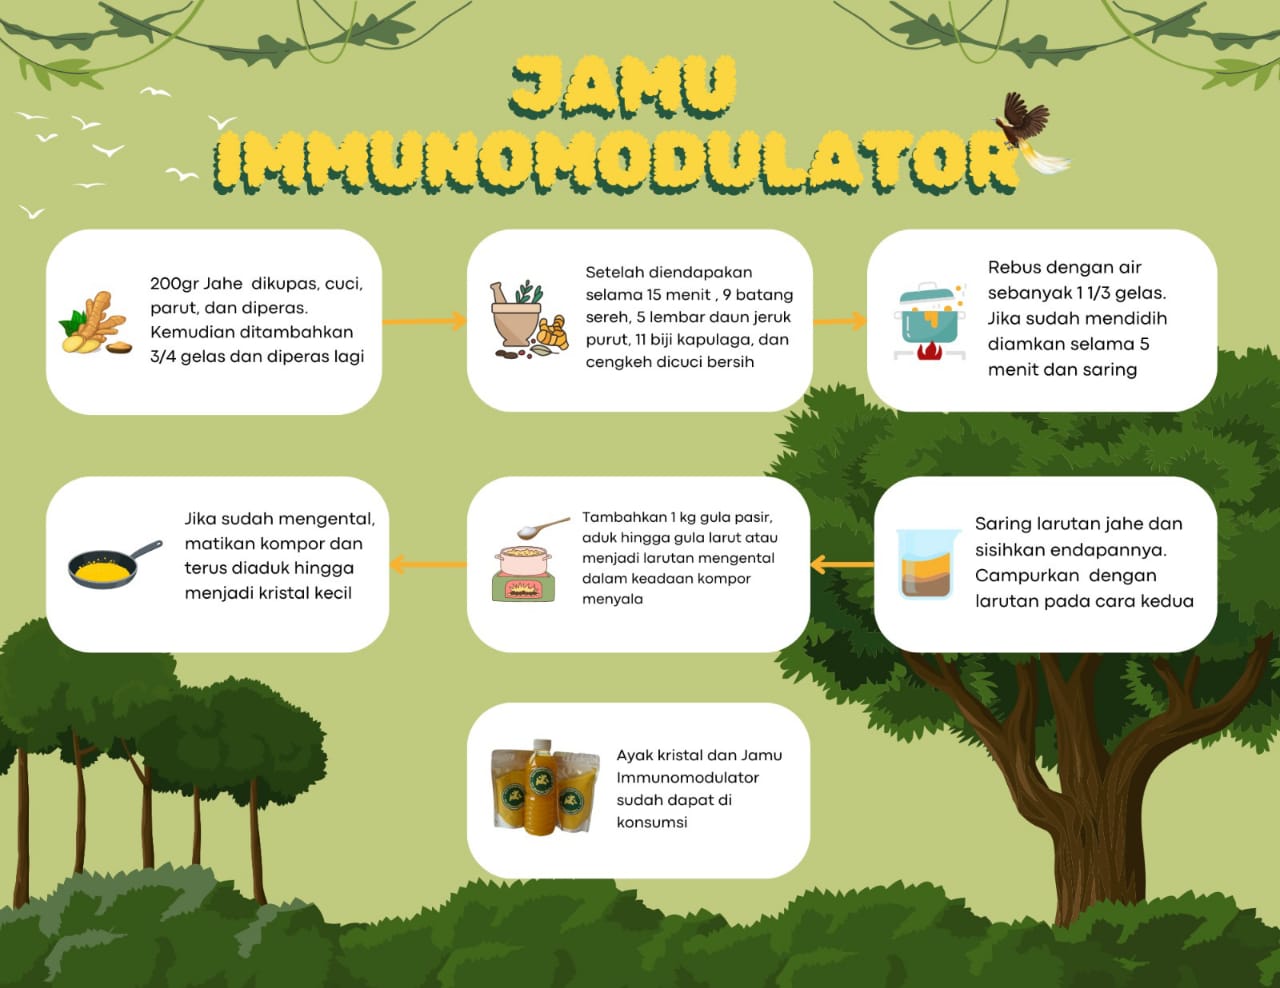 JAMU
IMMUNOMODULATOR
200gr Jahe dikupas, cuci,
parut, dan diperas.
Kemudian ditambahkan
3/4 gelas dan diperas lagi
Setelah diendapakan
selama 15 menit , 9 batang
sereh, 5 lembar daun jeruk
purut, 11 biji kapulaga, dan
cengkeh dicuci bersih
Rebus dengan air
sebanyak 1 1/3 gelas.
Jika sudah mendidih
diamkan selama 5
menit dan saring
Saring larutan jahe dan
sisihkan endapannya.
Campurkan dengan
larutan pada cara kedua
Tambahkan 1 kg gula pasir,
aduk hingga gula larut atau
menjadi larutan mengental
dalam keadaan kompor
menyala
Jika sudah mengental,
matikan kompor dan
terus diaduk hingga
menjadi kristal kecil
Ayak kristal dan Jamu
Immunomodulator
sudah dapat di
konsumsi